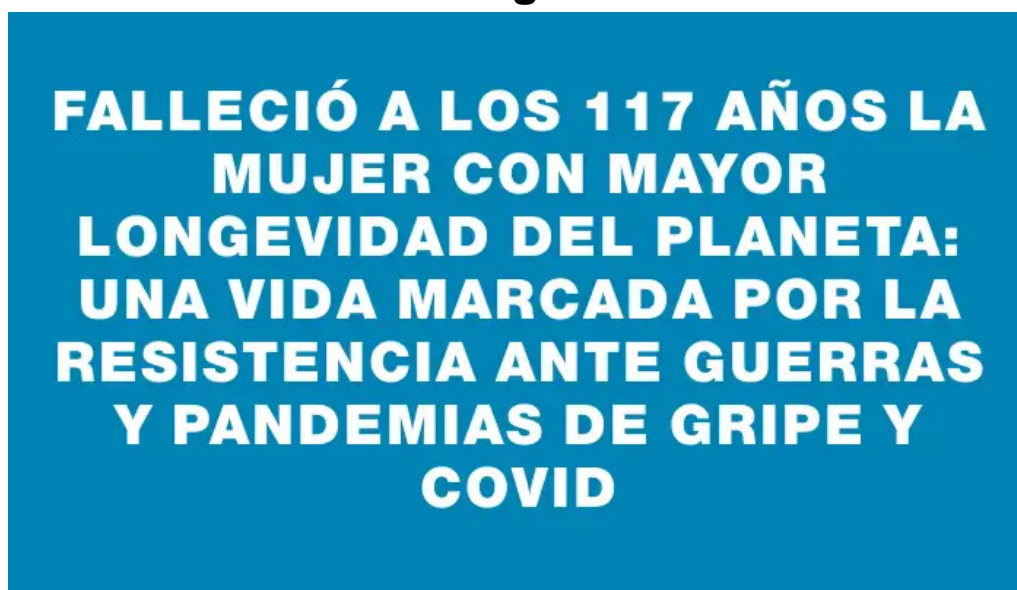 FALLECIÓ A LOS 117 AÑOS LA
MUJER CON MAYOR
LONGEVIDAD DEL PLANETA:
UNA VIDA MARCADA POR LA
RESISTENCIA ANTE GUERRAS
Y PANDEMIAS DE GRIPE Y
COVID